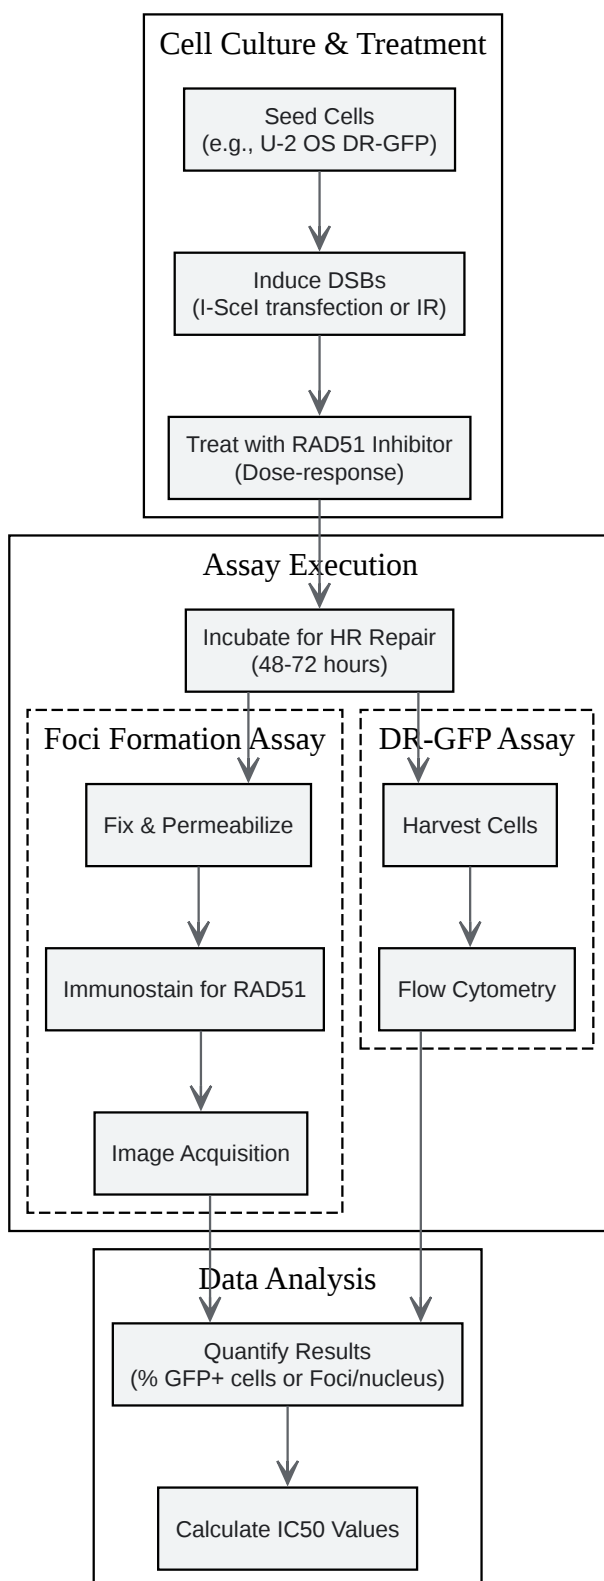 Cell Culture & Treatment
Seed Cells
(e.g., U-2 OS DR-GFP)
Induce DSBs
(I-SceI transfection or IR)
Treat with RAD51 Inhibitor
(Dose-response)
Assay Execution
Incubate for HR Repair
(48-72 hours)
Foci Formation Assay
Fix & Permeabilize
Immunostain for RAD51
Image Acquisition
DR-GFP Assay
Harvest Cells
Flow Cytometry
Data Analysis
Quantify Results
(% GFP+ cells or Foci/nucleus)
Calculate IC50 Values